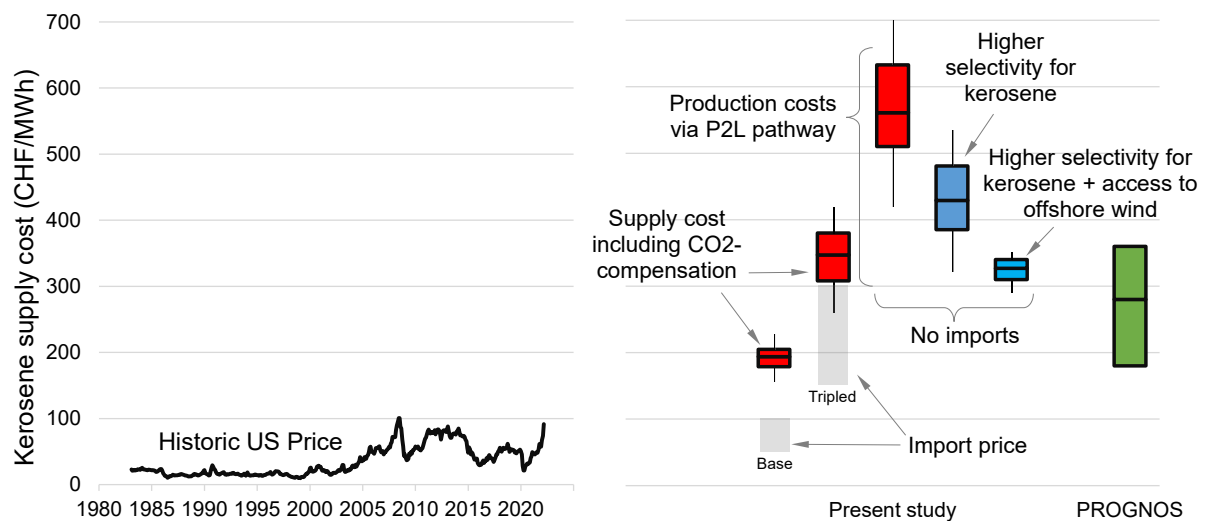 Kerosene supply cost (CHF/MWh)
700
600
500
400
300
200
100
0
1980 1985 1990 1995 2000 2005 2010 2015 2020
Historic US Price
Higher
selectivity for
kerosene
Production costs
via P2L pathway
Higher selectivity for
kerosene + access to
offshore wind
Supply cost
including CO2-
compensation
No imports
Tripled
Import price
Base
Present study
PROGNOS